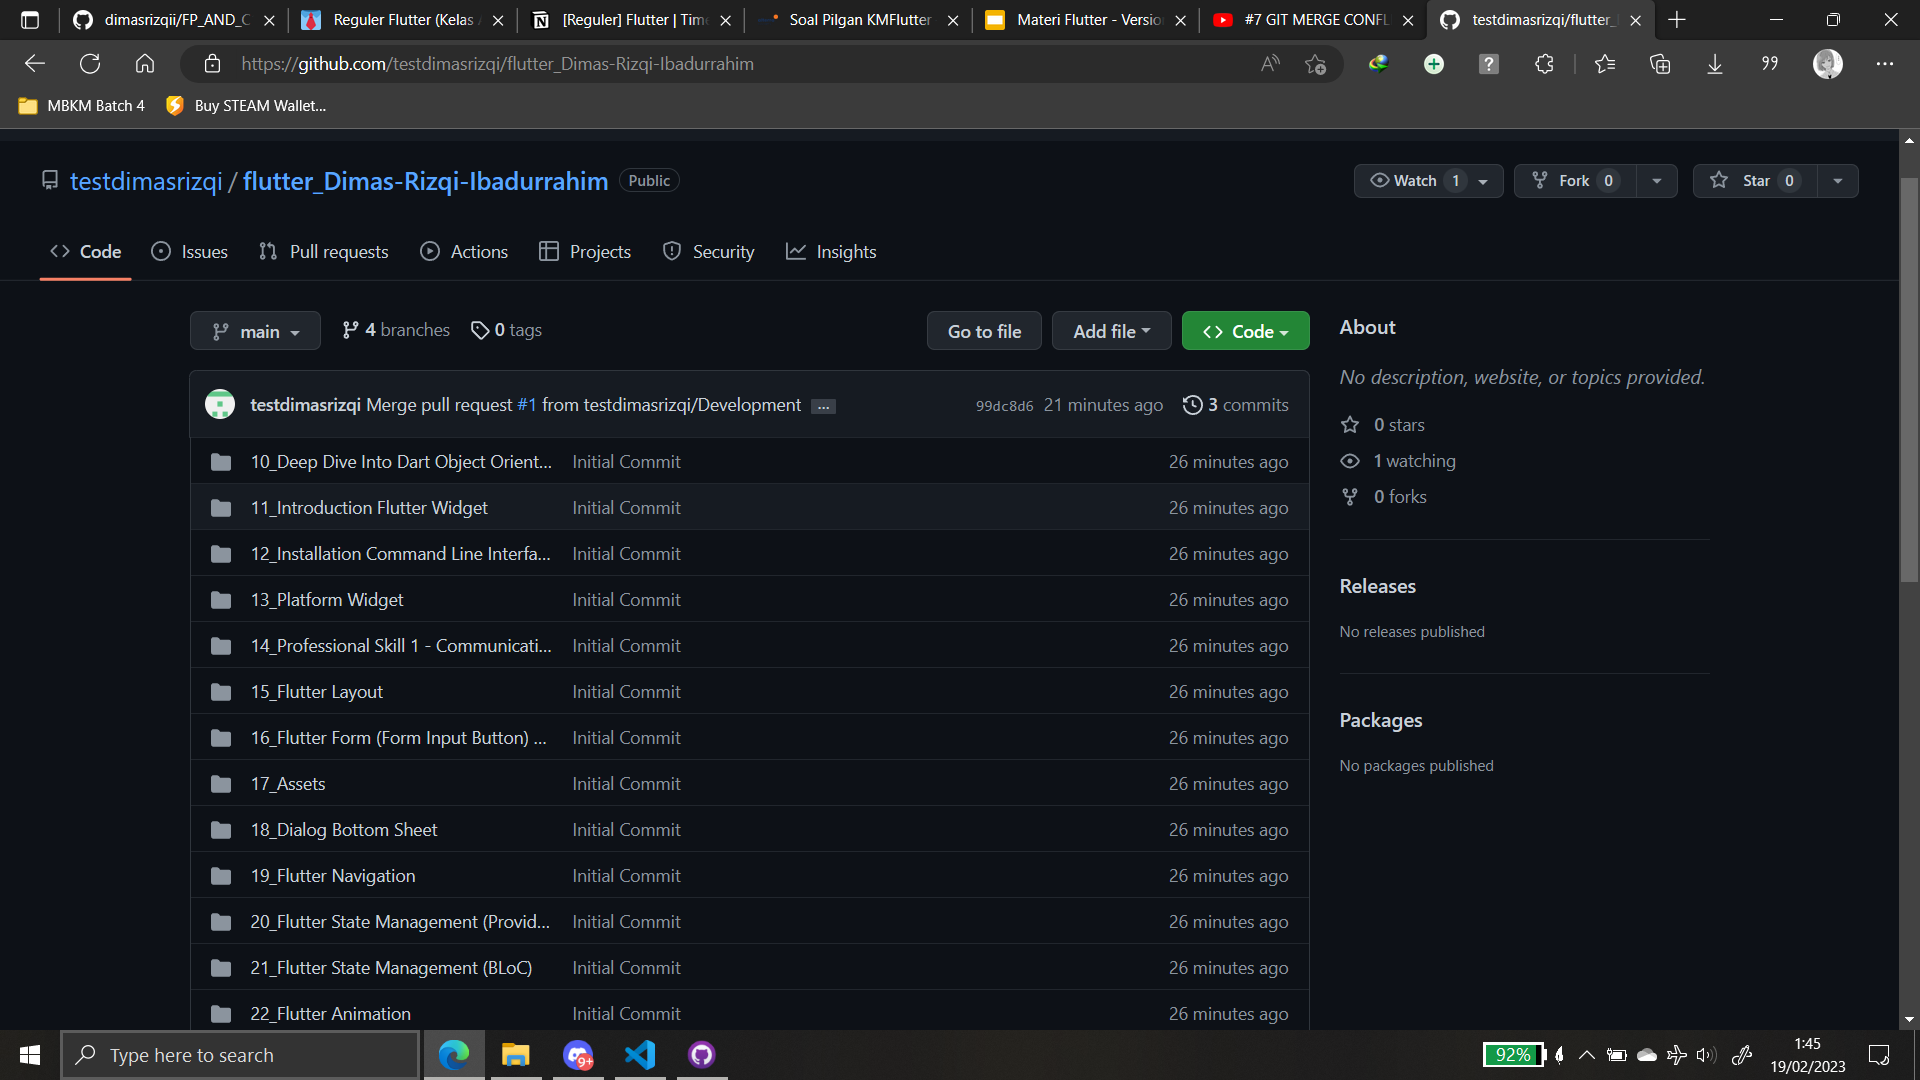 dimasrizqii/FP_AND_C
Reguler Flutter (Kelas A
[Reguler] Flutter | Time
Soal Pilgan KMFlutter
Materi Flutter - Versio
#7 GIT MERGE CONFL
testdimasrizqi/flutter_
https://github.com/testdimasrizqi/flutter_Dimas-Rizqi-Ibadurrahim
MBKM Batch 4
Buy STEAM Wallet...
testdimasrizqi / flutter_Dimas-Rizqi-Ibadurrahim Public
Watch 1
Fork 0
Star 0
Code
Issues
Pull requests
Actions
Projects
Security
Insights
main
4 branches
0 tags
Go to file
Add file
Code
testdimasrizqi Merge pull request #1 from testdimasrizqi/Development ...
99dc8d6 21 minutes ago
3 commits
10_Deep Dive Into Dart Object Orient... Initial Commit 26 minutes ago
11_Introduction Flutter Widget Initial Commit 26 minutes ago
12_Installation Command Line Interfa... Initial Commit 26 minutes ago
13_Platform Widget Initial Commit 26 minutes ago
14_Professional Skill 1 - Communicati... Initial Commit 26 minutes ago
15_Flutter Layout Initial Commit 26 minutes ago
16_Flutter Form (Form Input Button) ... Initial Commit 26 minutes ago
17_Assets Initial Commit 26 minutes ago
18_Dialog Bottom Sheet Initial Commit 26 minutes ago
19_Flutter Navigation Initial Commit 26 minutes ago
20_Flutter State Management (Provid... Initial Commit 26 minutes ago
21_Flutter State Management (BLoC) Initial Commit 26 minutes ago
22_Flutter Animation Initial Commit 26 minutes ago
About
No description, website, or topics provided.
0 stars
1 watching
0 forks
Releases
No releases published
Packages
No packages published
Type here to search
9+
92%
1:45
19/02/2023